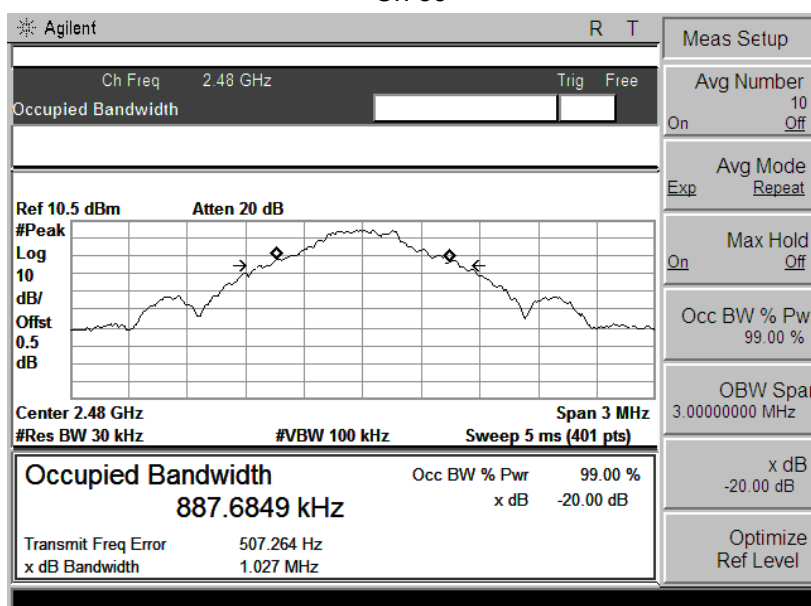 Agilent R T
Ch Freq 2.48 GHz Trig Free
Occupied Bandwidth
Ref 10.5 dBm Atten 20 dB
#Peak
Log
10
dB/
Offst
0.5
dB
Center 2.48 GHz Span 3 MHz
#Res BW 30 kHz #VBW 100 kHz Sweep 5 ms (401 pts)
Occupied Bandwidth Occ BW % Pwr 99.00 %
887.6849 kHz x dB -20.00 dB
Transmit Freq Error 507.264 Hz
x dB Bandwidth 1.027 MHz
Meas Setup
Avg Number
10
On Off
Avg Mode
Exp Repeat
Max Hold
On Off
Occ BW % Pw
99.00 %
OBW Spa
3.00000000 MHz
x dB
-20.00 dB
Optimize
Ref Level